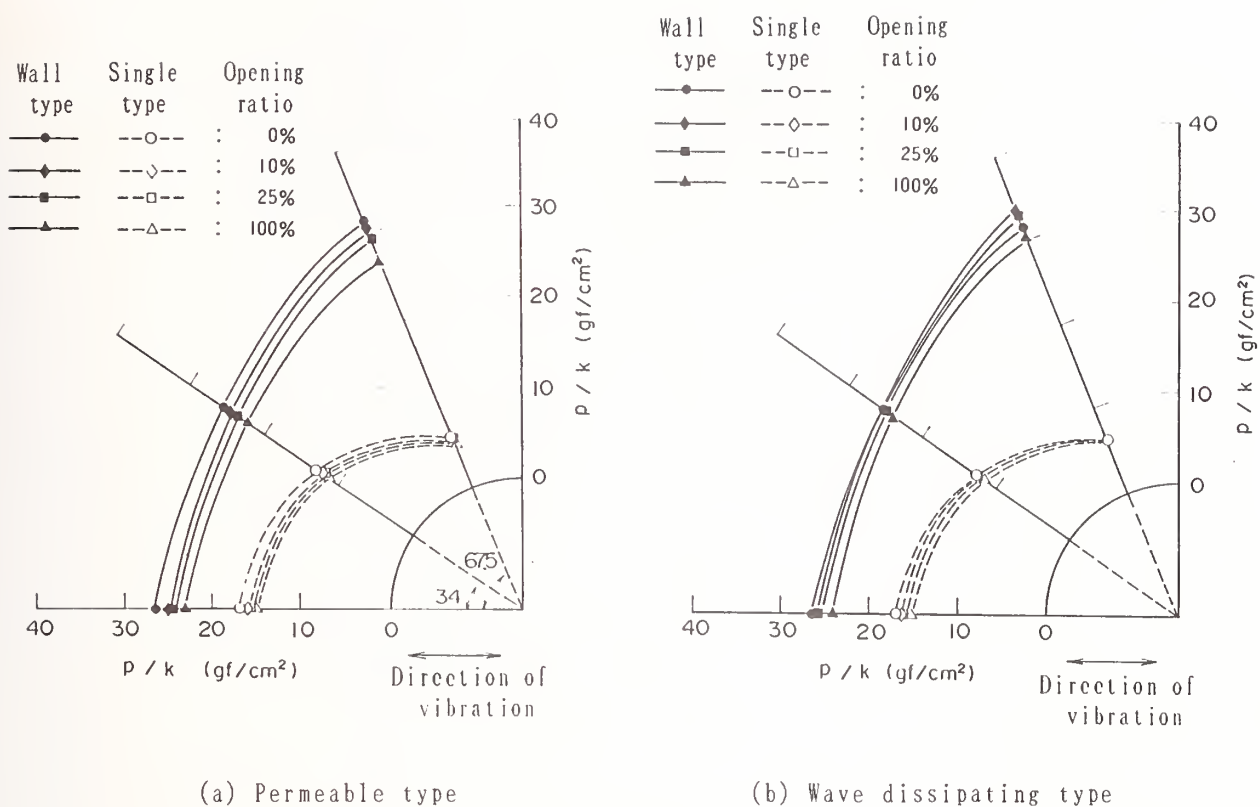 Wall Single Opening
type type ratio
: 0%
: 10%
: 25%
: 100%
40
30
20
10
0
p / k (gf/cm²)
67.5
34
40 30 20 10 0
p / k (gf/cm²)
Direction of
vibration
(a) Permeable type
Wall Single Opening
type type ratio
: 0%
: 10%
: 25%
: 100%
40
30
20
10
0
p / k (gf/cm²)
40 30 20 10 0
p / k (gf/cm²)
Direction of
vibration
(b) Wave dissipating type